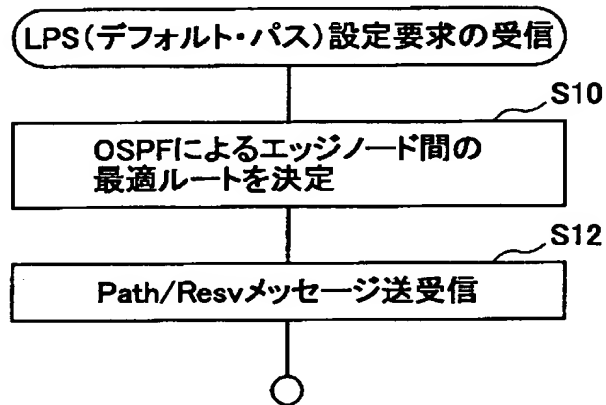 LPS(デフォルト・パス)設定要求の受信
S10
OSPFによるエッジノード間の
最適ルートを決定
S12
Path/Resvメッセージ送受信